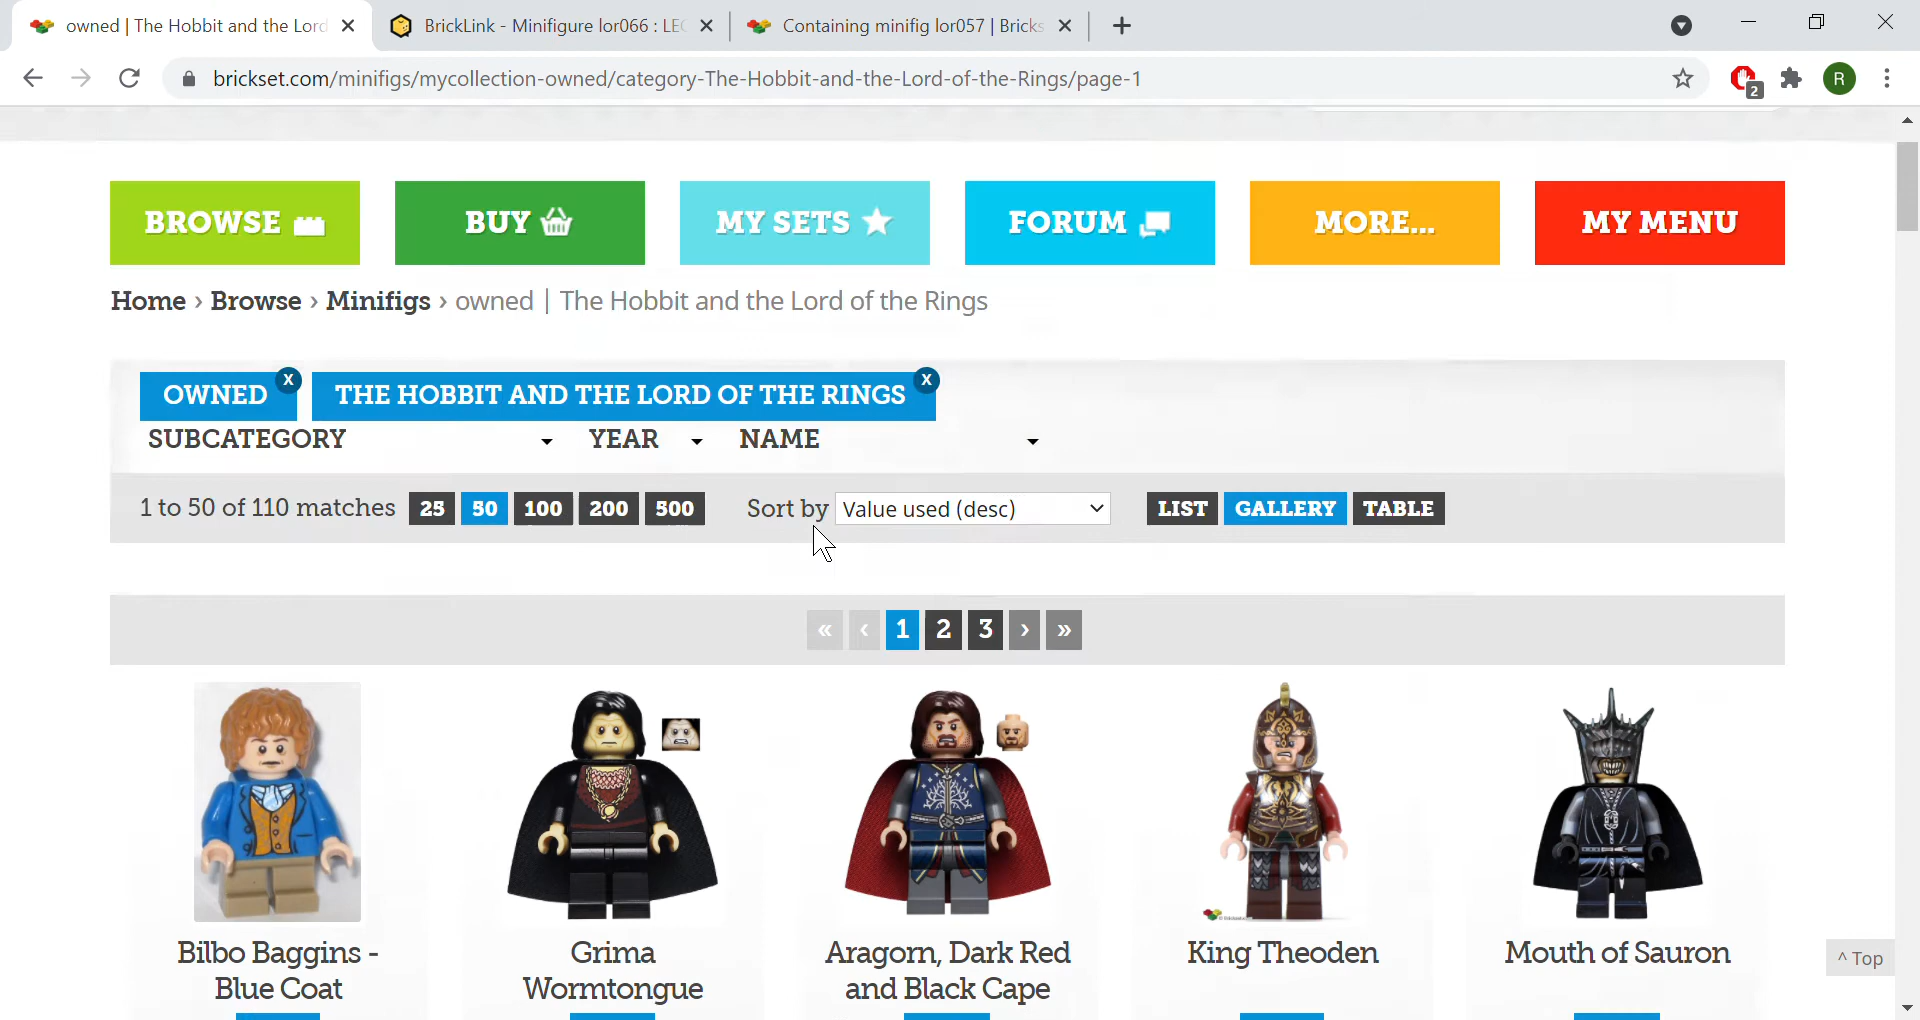 owned | The Hobbit and the Lord
BrickLink - Minifigure lor066 : LEG
Containing minifig lor057 | Bricks
brickset.com/minifigs/mycollection-owned/category-The-Hobbit-and-the-Lord-of-the-Rings/page-1
2
R
BROWSE
BUY
MY SETS
FORUM
MORE...
MY MENU
Home › Browse › Minifigs › owned | The Hobbit and the Lord of the Rings
OWNED X THE HOBBIT AND THE LORD OF THE RINGS X
SUBCATEGORY YEAR NAME
1 to 50 of 110 matches 25 50 100 200 500 Sort by Value used (desc) LIST GALLERY TABLE
« ‹ 1 2 3 › »
Bilbo Baggins -
Blue Coat
Grima
Wormtongue
Aragorn, Dark Red
and Black Cape
King Theoden
Mouth of Sauron
^ Top